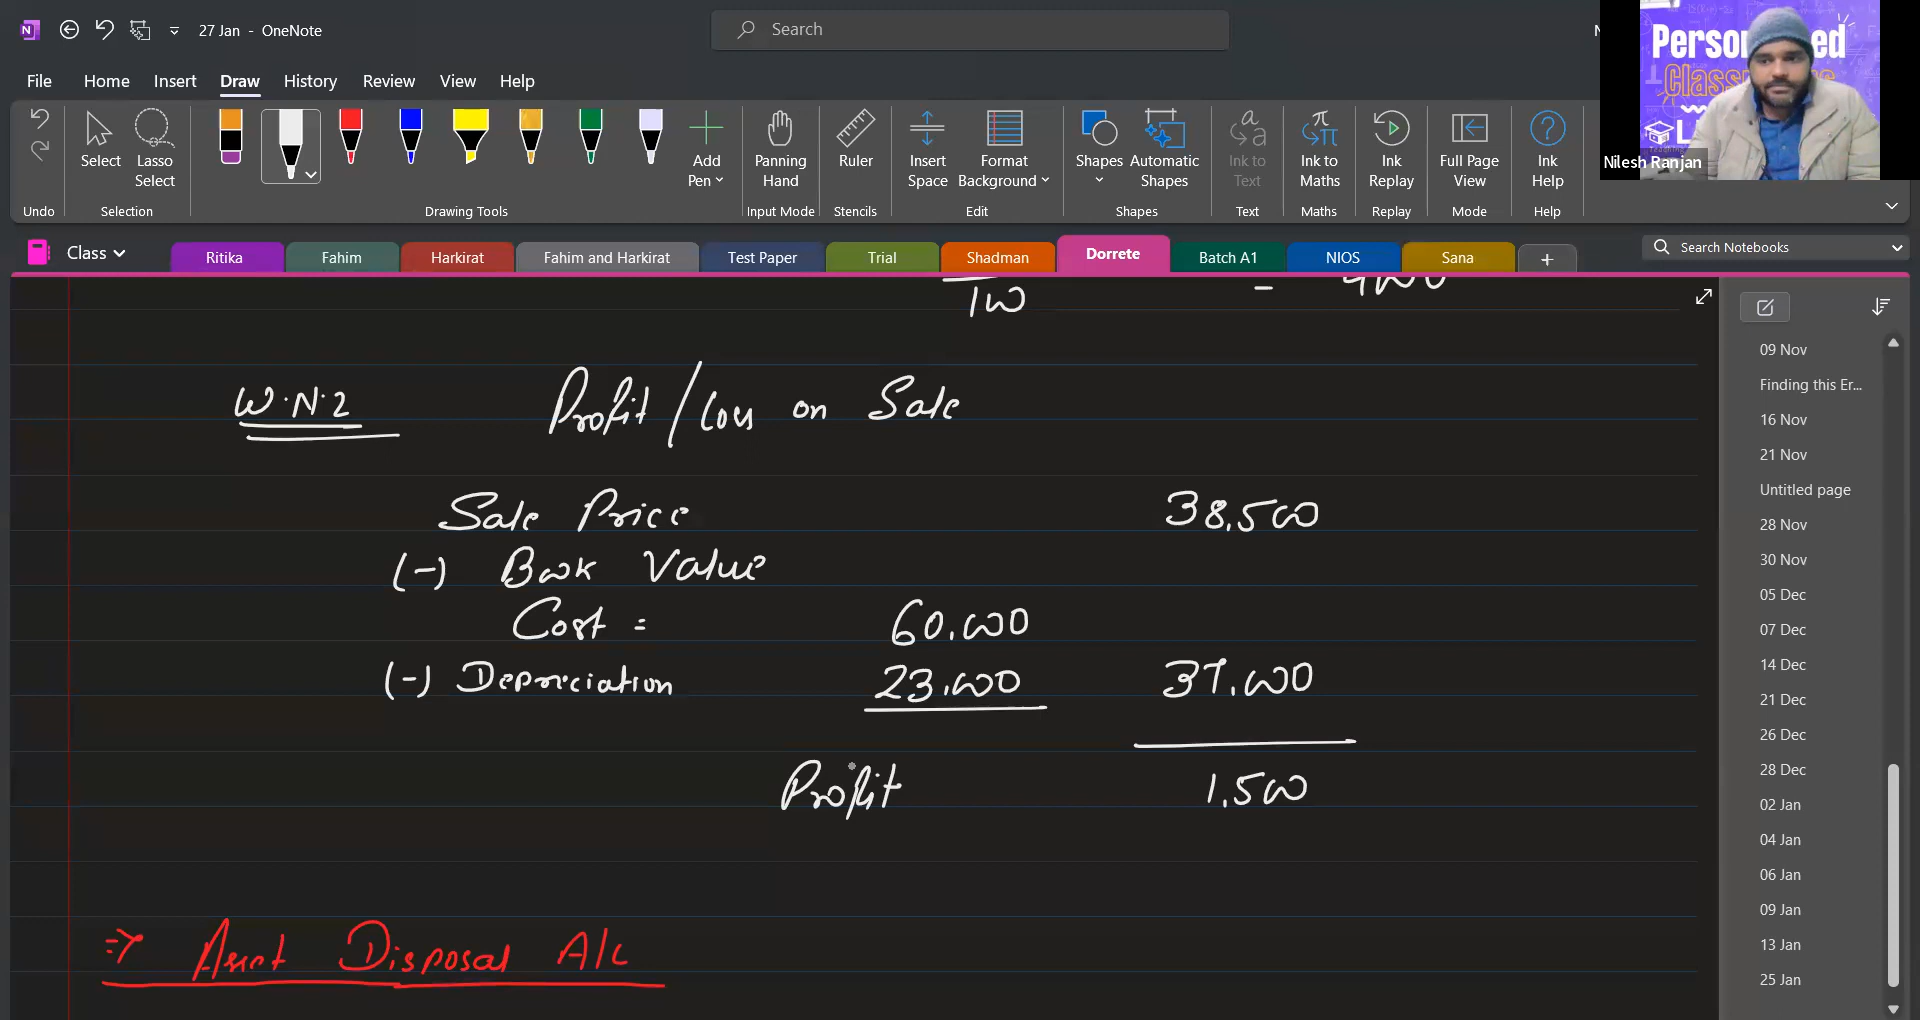 27 Jan - OneNote
Search
File Home Insert Draw History Review View Help
Select
Lasso Select
Add Pen
Panning Hand
Ruler
Insert Space
Format Background
Shapes
Automatic Shapes
Ink to Text
Ink to Maths
Ink Replay
Full Page View
Ink Help
Undo Selection Drawing Tools Input Mode Stencils Edit Shapes Text Maths Replay Mode Help
Nilesh Ranjan
Class Ritika Fahim Harkirat Fahim and Harkirat Test Paper Trial Shadman Dorrete Batch A1 NIOS Sana +
Search Notebooks
100
W.N.2 Profit/Loss on Sale
Sale Price 38,500
(-) Book Value
Cost = 60,000
(-) Depreciation 23,000 37,000
Profit 1,500
=> Asset Disposal A/c
09 Nov
Finding this Er...
16 Nov
21 Nov
Untitled page
28 Nov
30 Nov
05 Dec
07 Dec
14 Dec
21 Dec
26 Dec
28 Dec
02 Jan
04 Jan
06 Jan
09 Jan
13 Jan
25 Jan